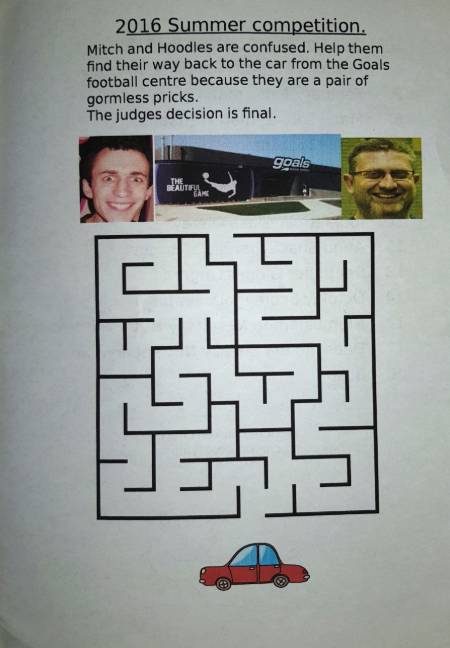 2016 Summer competition.
Mitch and Hoodles are confused. Help them
find their way back to the car from the Goals
football centre because they are a pair of
gormless pricks.
The judges decision is final.
goals
THE
BEAUTIFUL
GAME